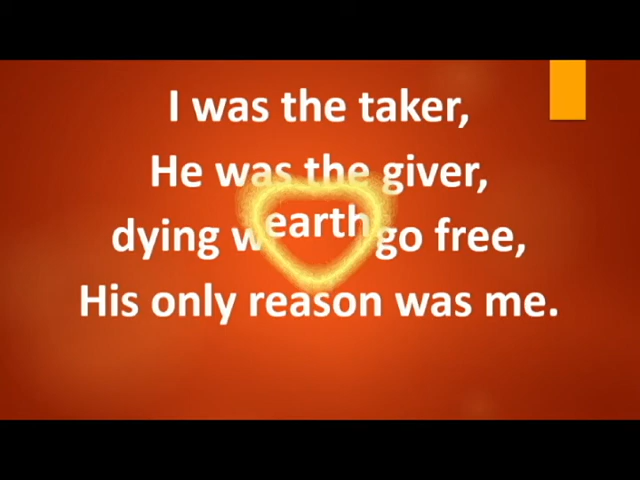 I was the taker,
He was the giver,
earth
dying w go free,
His only reason was me.